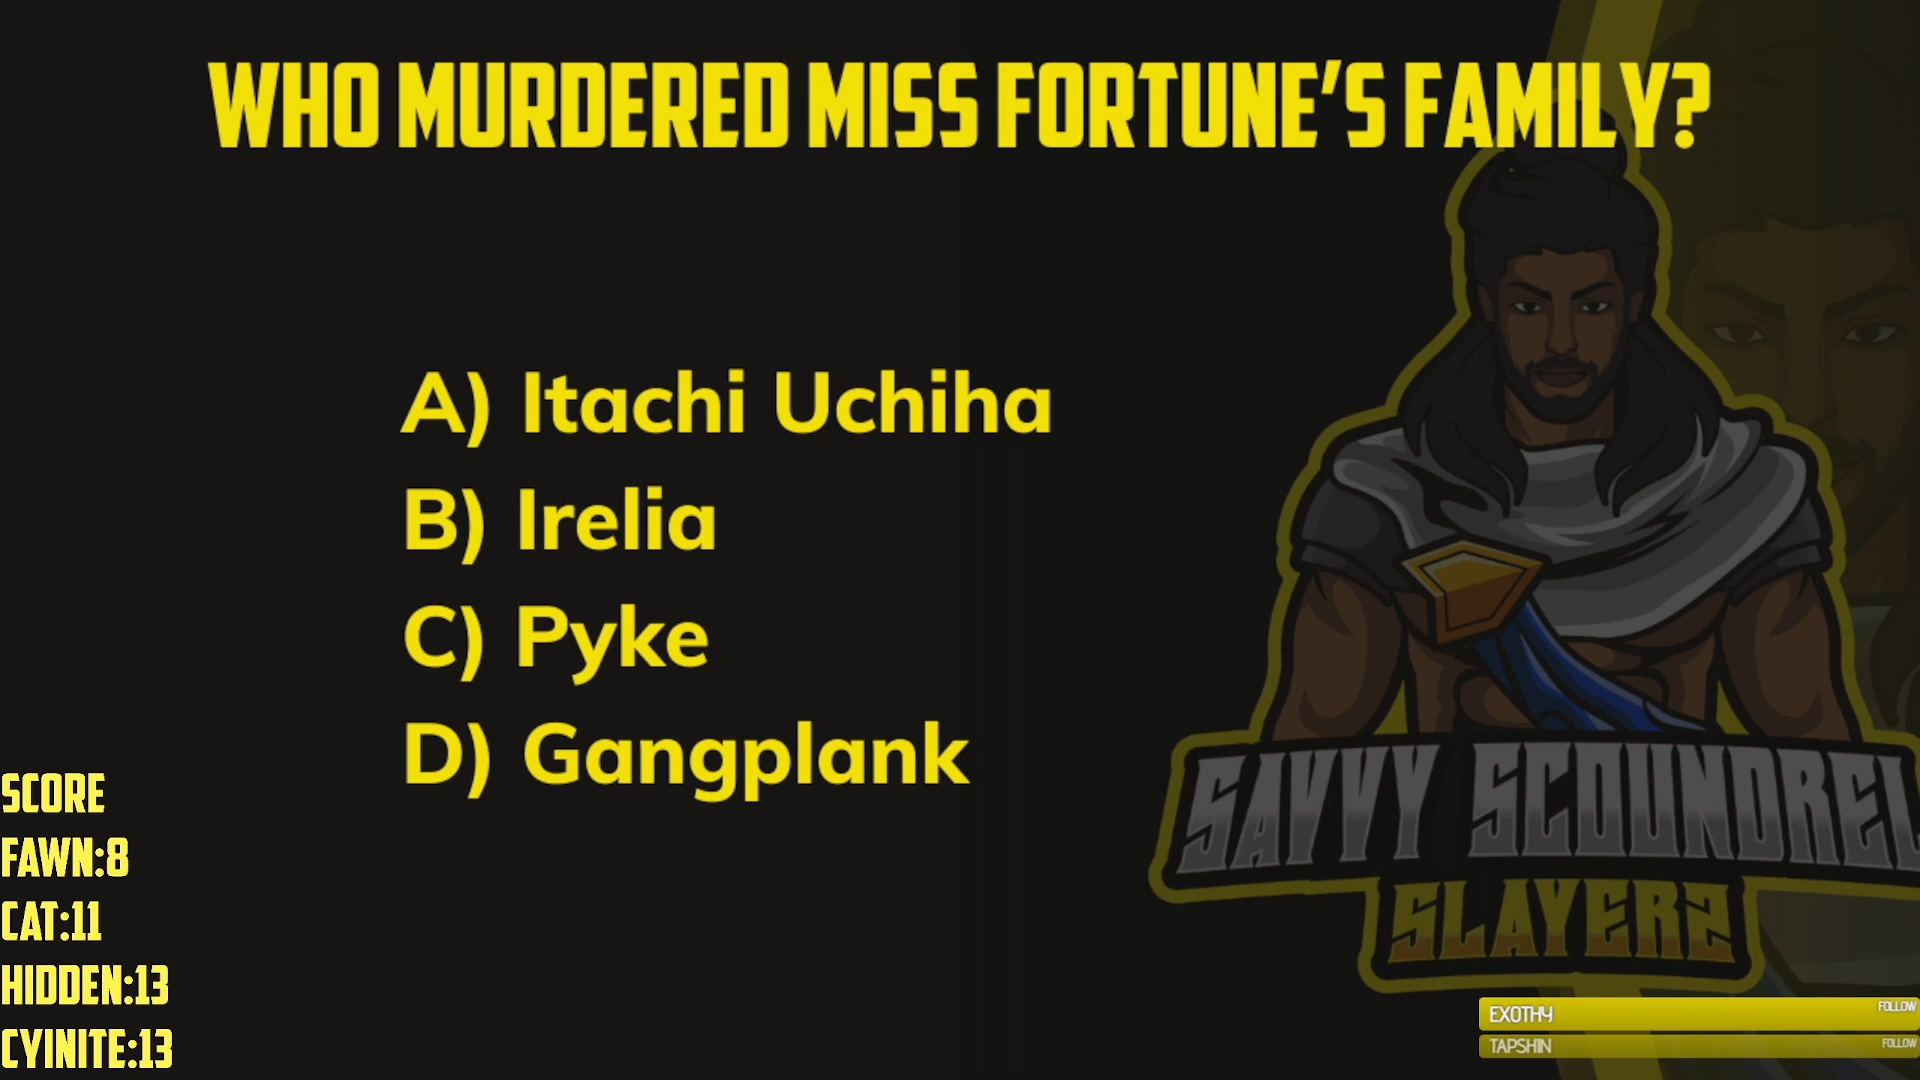 WHO MURDERED MISS FORTUNE'S FAMILY?
A) Itachi Uchiha
B) Irelia
C) Pyke
D) Gangplank
SCORE
FAWN:8
CAT:11
HIDDEN:13
CYINITE:13
SAVVY SCOUNDREL
SLAYERZ
EXOTHY FOLLOW
TAPSHIN FOLLOW